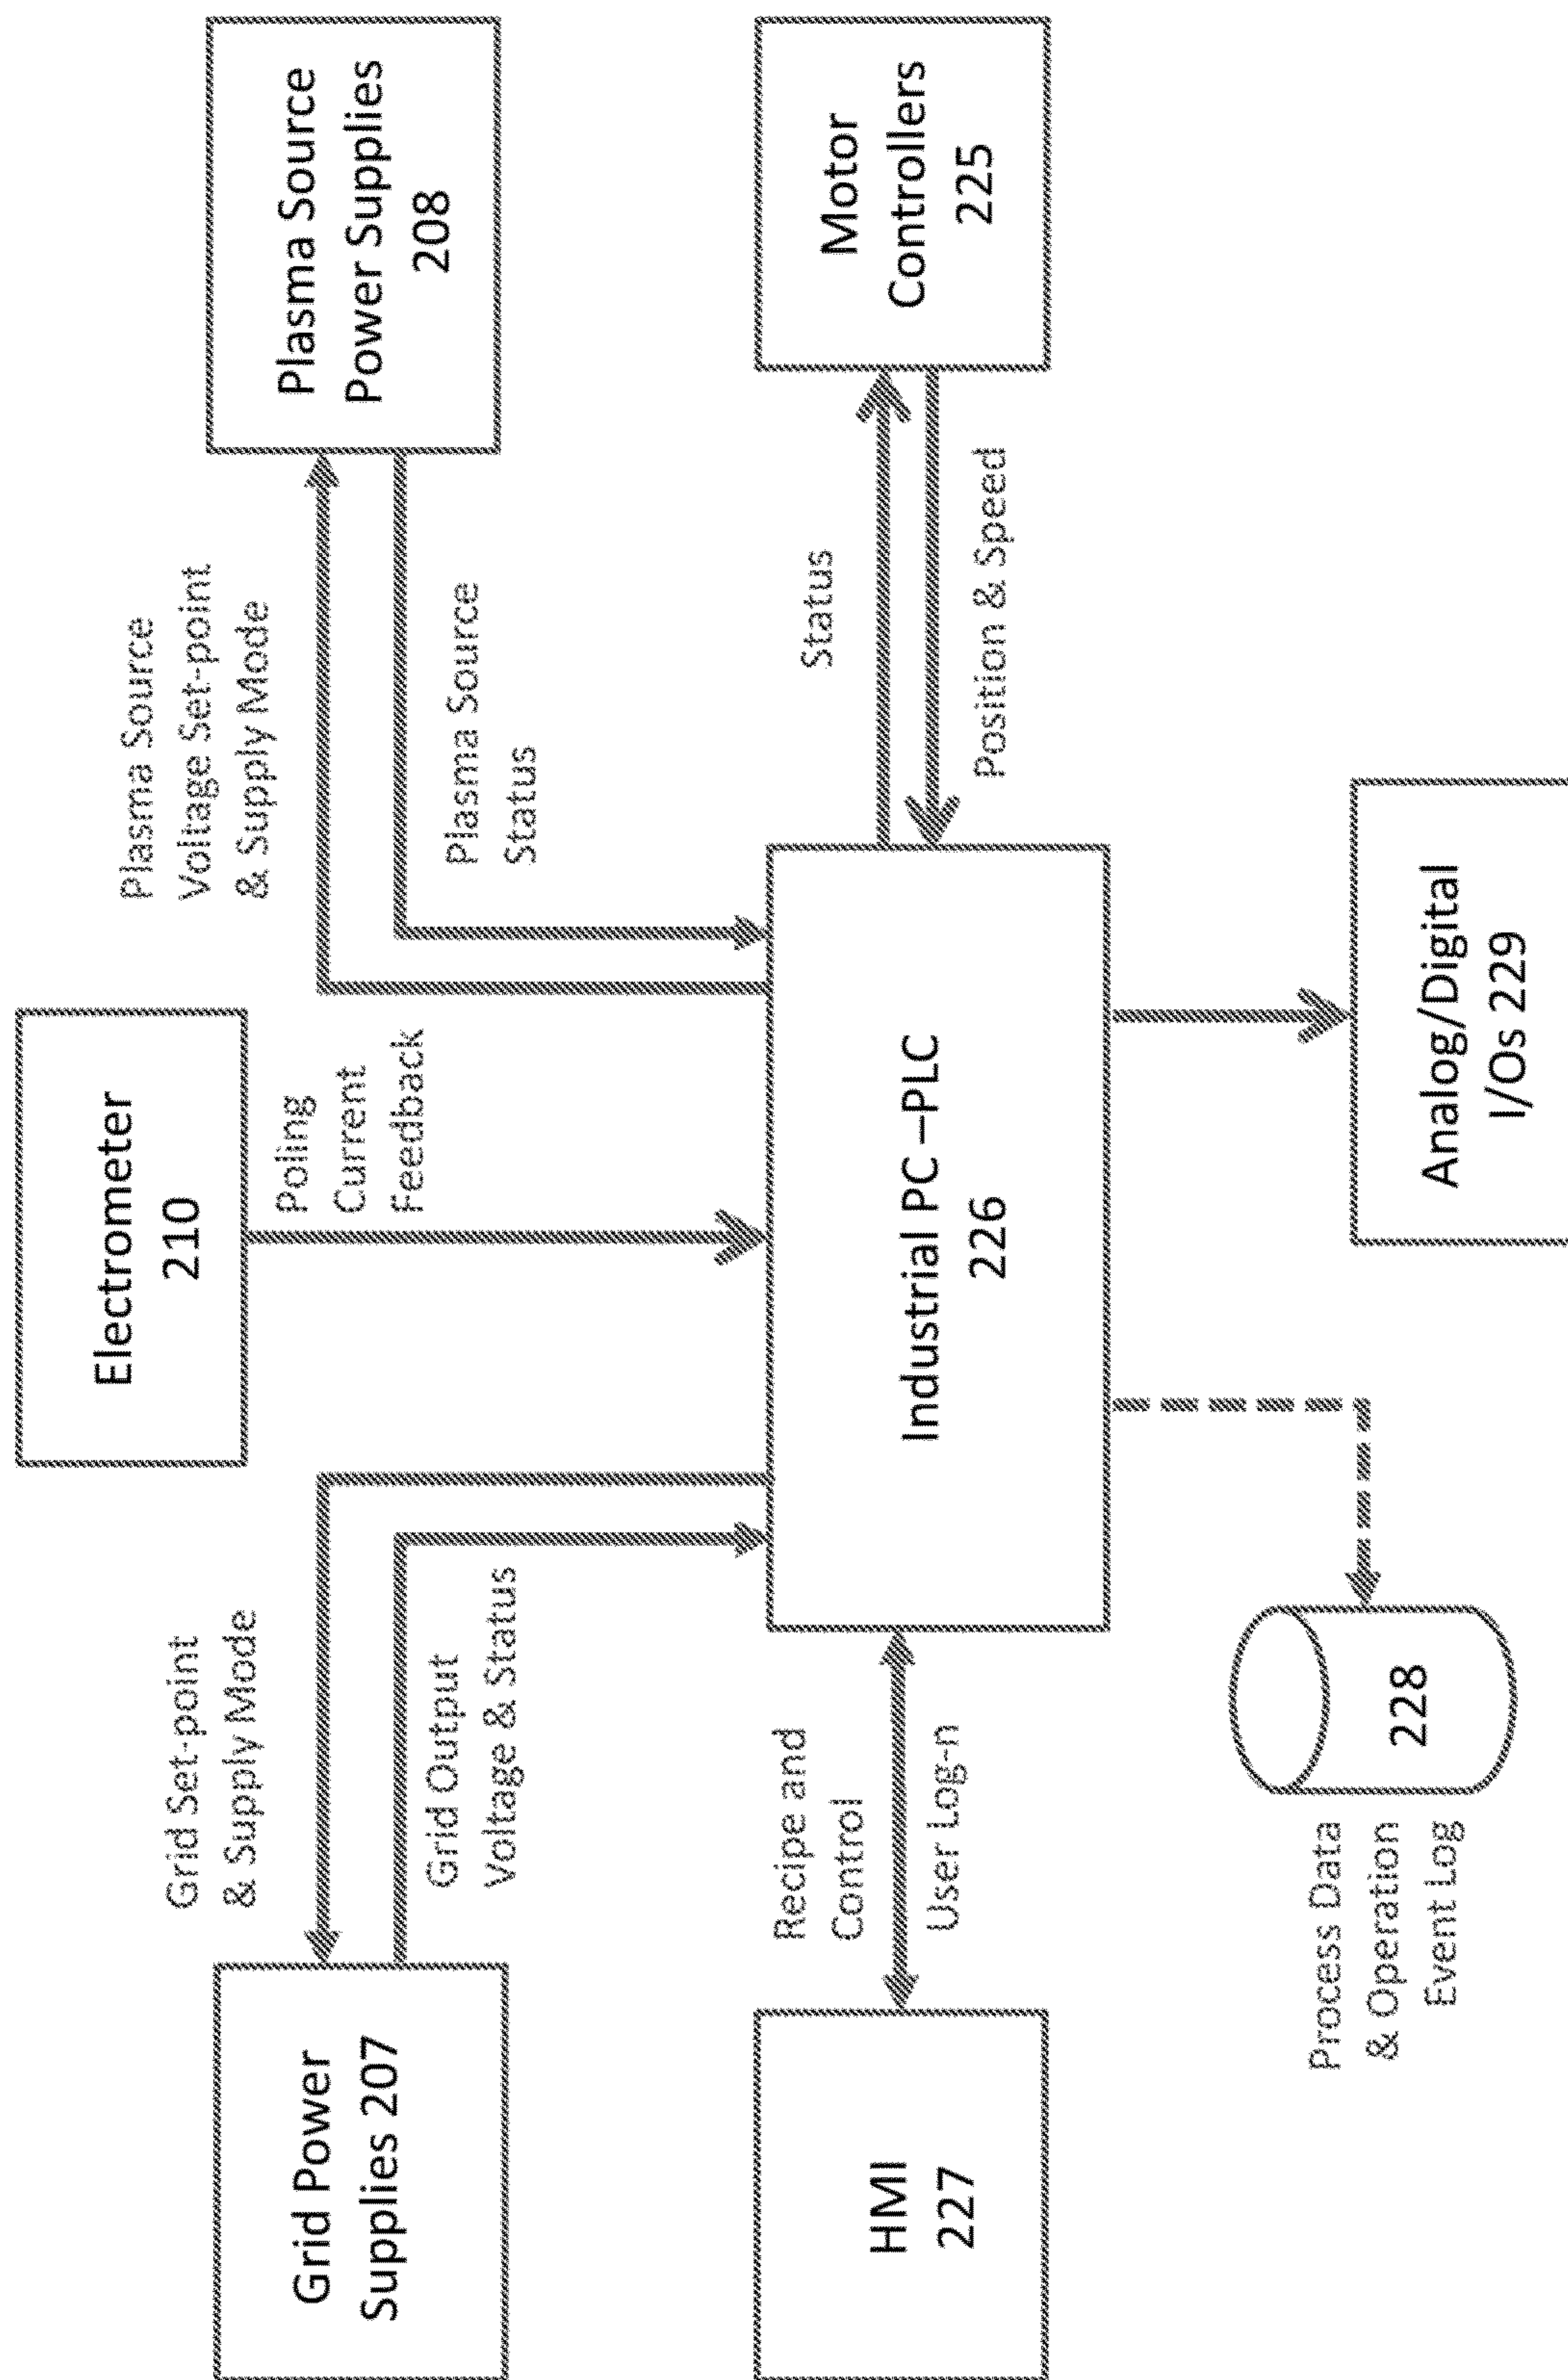 Electrometer
210
Grid Set-point
& Supply Mode
Plasma Source
Voltage Set-point
& Supply Mode
Grid Power
Supplies 207
Poling
Current
Feedback
Plasma Source
Power Supplies
208
Grid Output
Voltage & Status
Plasma Source
Status
Recipe and
Control
User Log-n
HMI
227
Industrial PC –PLC
226
Status
Position & Speed
Motor
Controllers
225
Process Data
& Operation
Event Log
228
Analog/Digital
I/Os 229